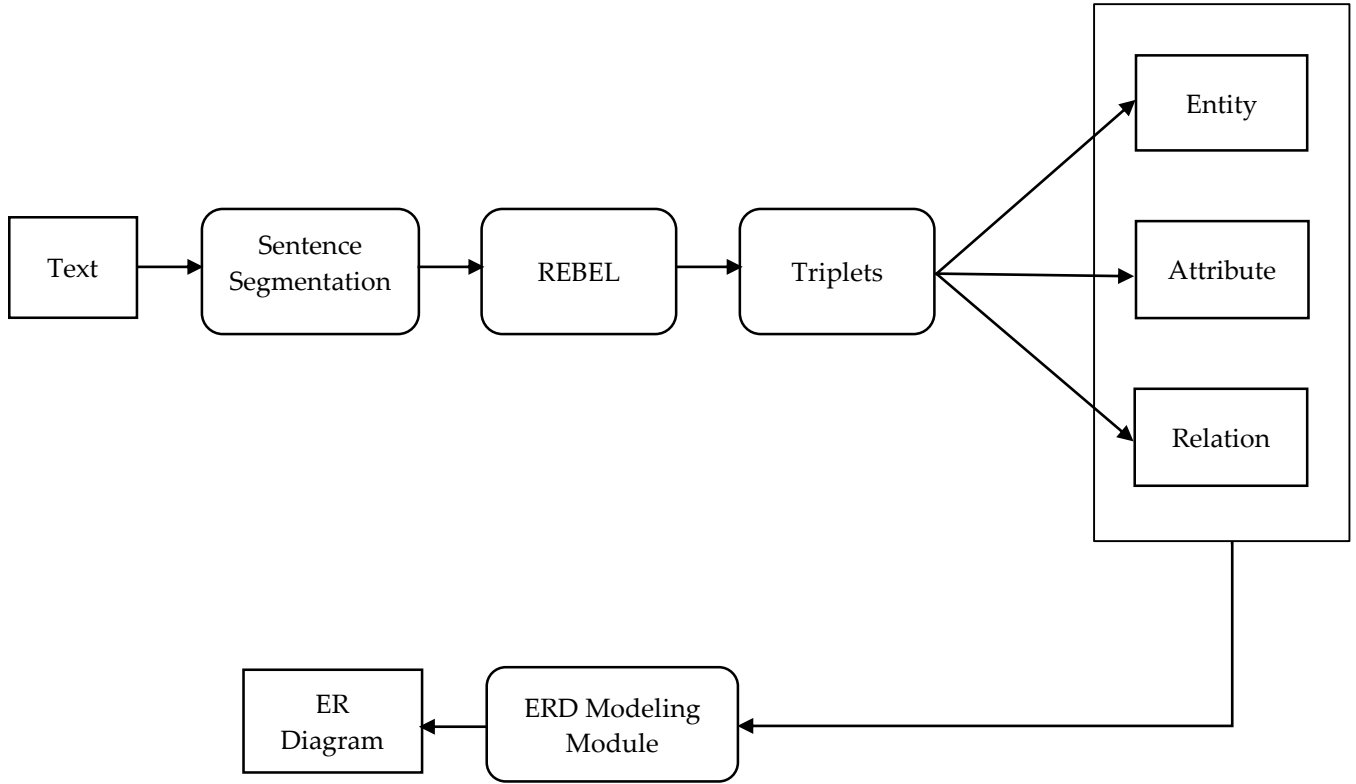 Entity
Text
Sentence
Segmentation
REBEL
Triplets
Attribute
Relation
ER
Diagram
ERD Modeling
Module